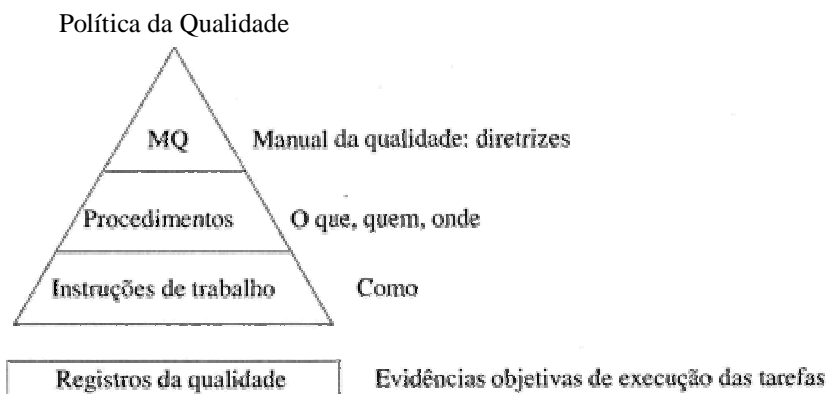 Política da Qualidade
MQ Manual da qualidade: diretrizes
Procedimentos O que, quem, onde
Instruções de trabalho Como
Registros da qualidade Evidências objetivas de execução das tarefas